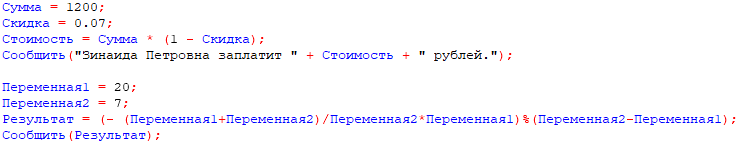 Сумма = 1200;
Скидка = 0.07;
Стоимость = Сумма * (1 - Скидка);
Сообщить("Зинаида Петровна заплатит " + Стоимость + " рублей.");
Переменная1 = 20;
Переменная2 = 7;
Результат = (- (Переменная1+Переменная2)/Переменная2*Переменная1)%(Переменная2-Переменная1);
Сообщить(Результат);